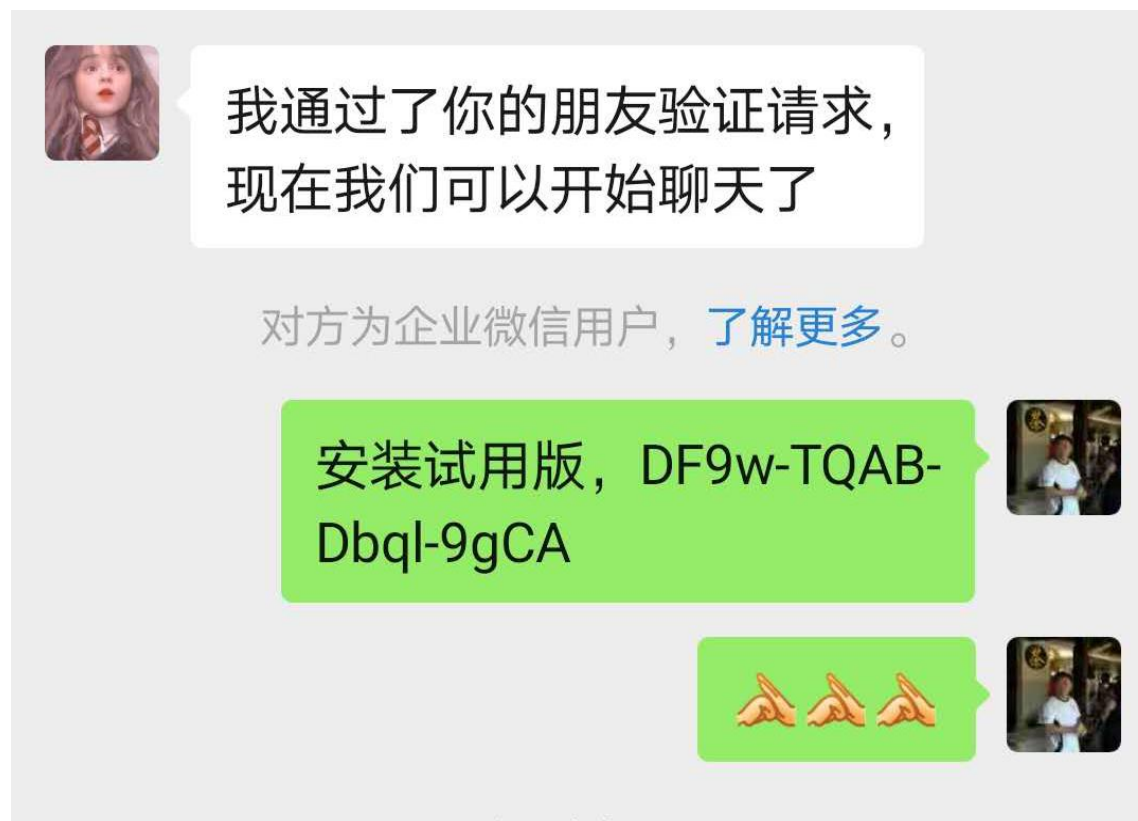 我通过了你的朋友验证请求，
现在我们可以开始聊天了
对方为企业微信用户，了解更多。
安装试用版，DF9w-TQAB-
Dbql-9gCA